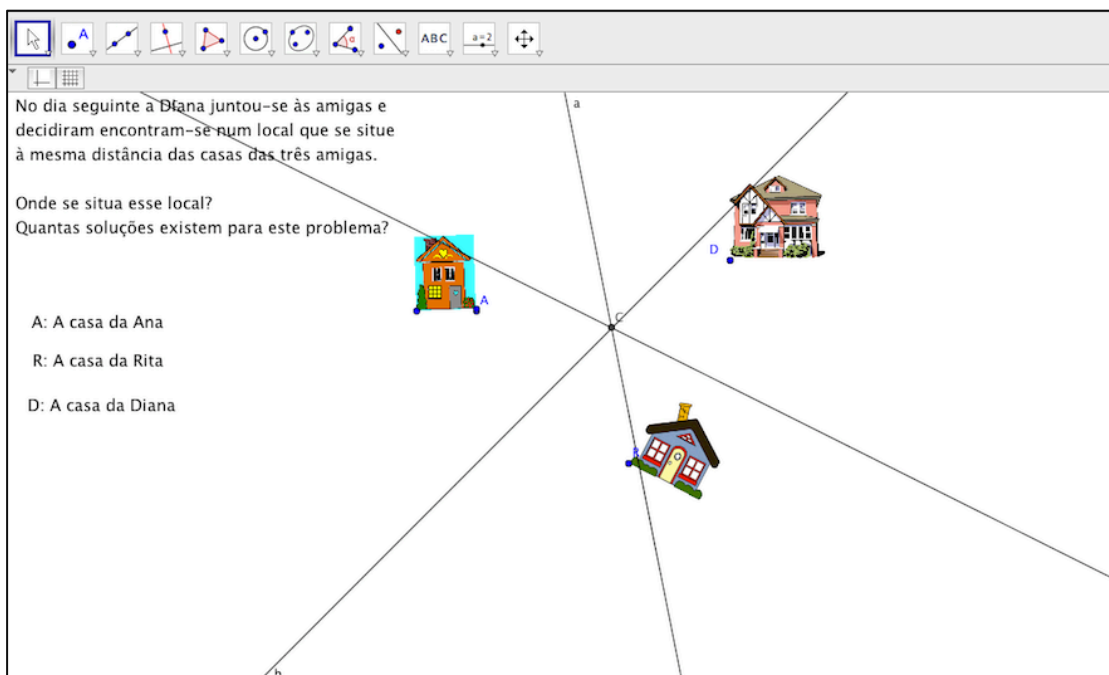 A
ABC
a=2
No dia seguinte a Diana juntou-se às amigas e
decidiram encontram-se num local que se situe
à mesma distância das casas das três amigas.
Onde se situa esse local?
Quantas soluções existem para este problema?
A: A casa da Ana
R: A casa da Rita
D: A casa da Diana
a
D
A
C
R